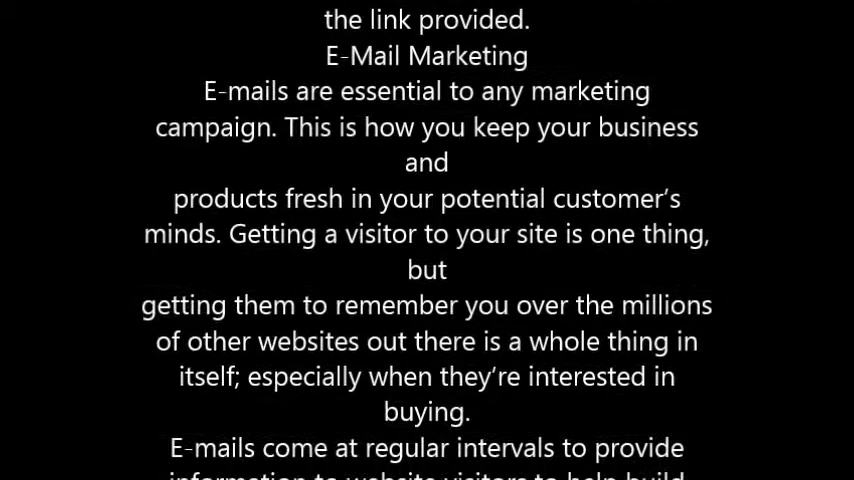 the link provided.
E-Mail Marketing
E-mails are essential to any marketing
campaign. This is how you keep your business
and
products fresh in your potential customer’s
minds. Getting a visitor to your site is one thing,
but
getting them to remember you over the millions
of other websites out there is a whole thing in
itself; especially when they’re interested in
buying.
E-mails come at regular intervals to provide
information to website visitors to help build